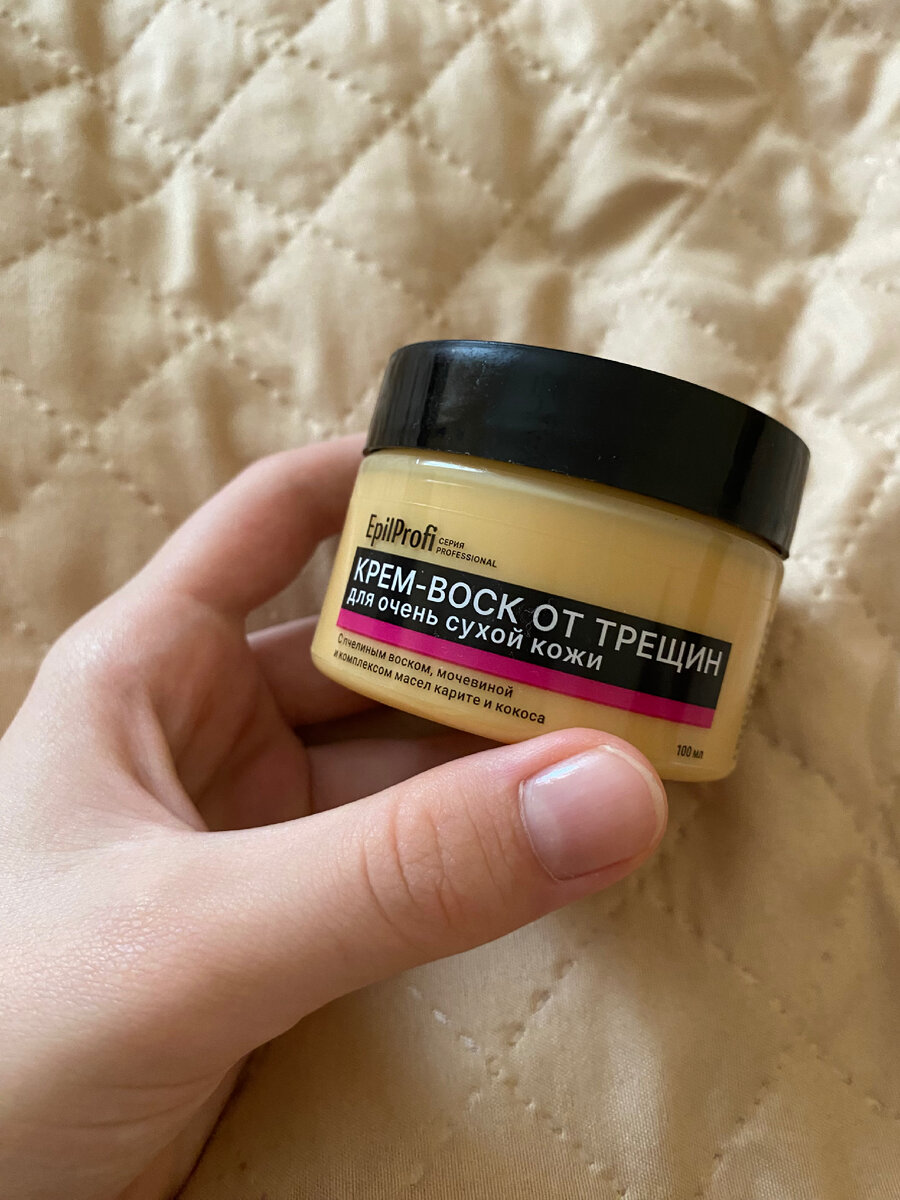 EpilProfi СЕРИЯ
PROFESSIONAL
КРЕМ-ВОСК ОТ ТРЕЩИН
для очень сухой кожи
С пчелиным воском, мочевиной
и комплексом масел карите и кокоса
100 мл